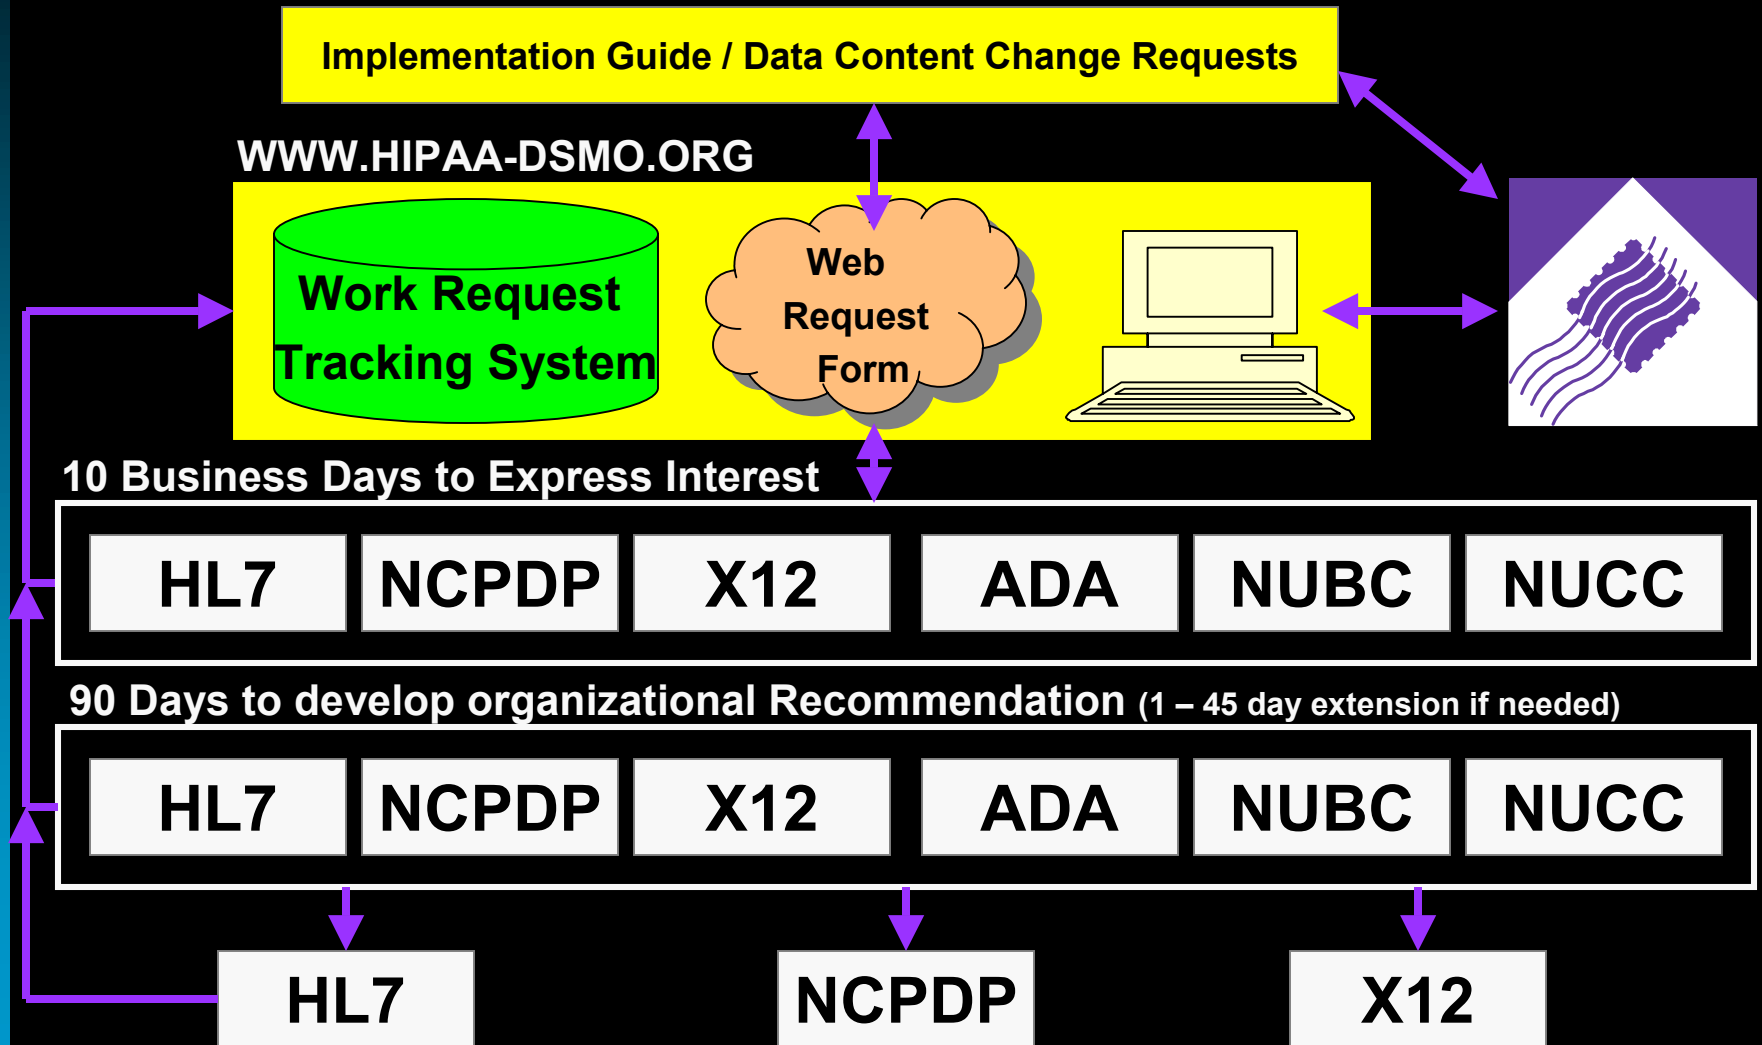 Implementation Guide / Data Content Change Requests
WWW.HIPAA-DSMO.ORG
Work Request
Tracking System
Web
Request
Form
10 Business Days to Express Interest
HL7
NCPDP
X12
ADA
NUBC
NUCC
90 Days to develop organizational Recommendation (1 – 45 day extension if needed)
HL7
NCPDP
X12
ADA
NUBC
NUCC
HL7
NCPDP
X12